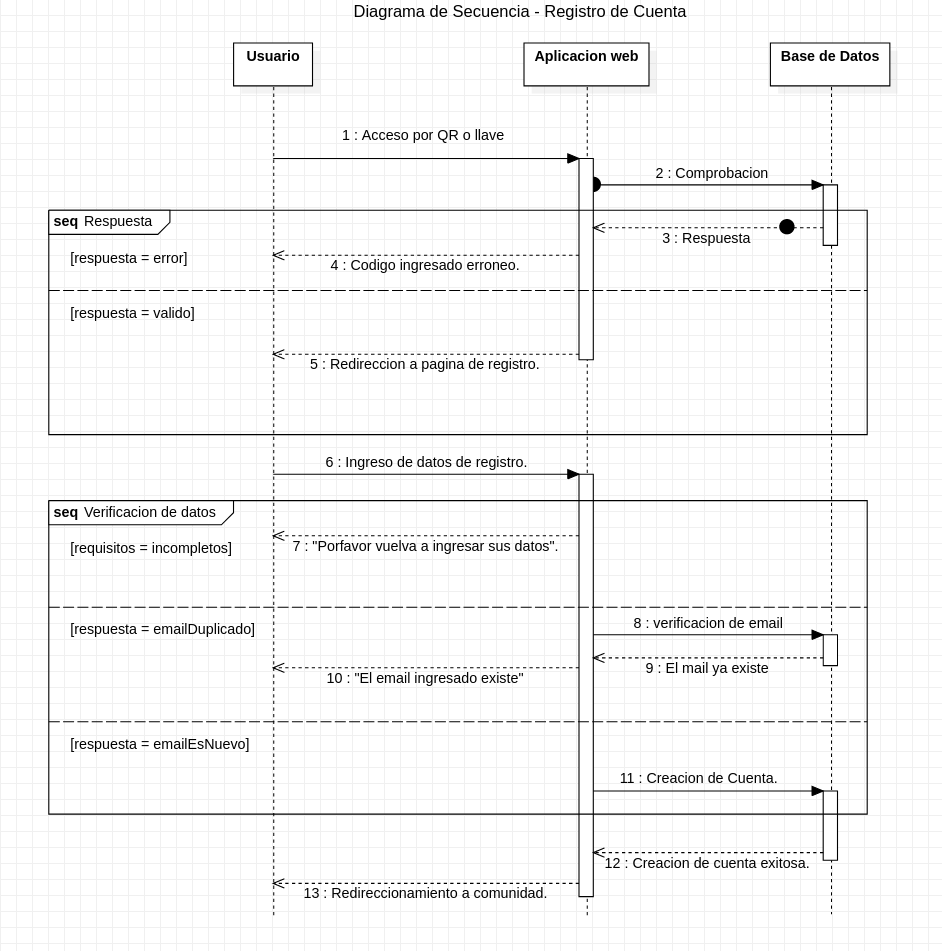 Diagrama de Secuencia - Registro de Cuenta
Usuario
Aplicacion web
Base de Datos
1 : Acceso por QR o llave
2 : Comprobacion
seq Respuesta
3 : Respuesta
[respuesta = error]
4 : Codigo ingresado erroneo.
[respuesta = valido]
5 : Redireccion a pagina de registro.
6 : Ingreso de datos de registro.
seq Verificacion de datos
[requisitos = incompletos]
7 : "Porfavor vuelva a ingresar sus datos".
[respuesta = emailDuplicado]
8 : verificacion de email
9 : El mail ya existe
10 : "El email ingresado existe"
[respuesta = emailEsNuevo]
11 : Creacion de Cuenta.
12 : Creacion de cuenta exitosa.
13 : Redireccionamiento a comunidad.